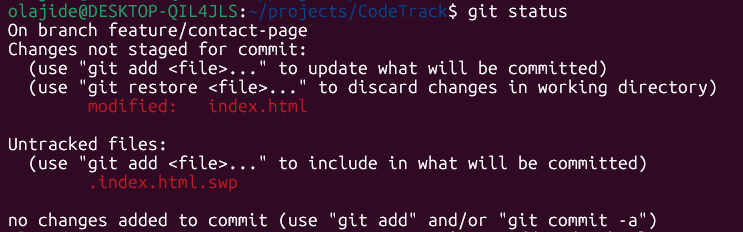 olajide@DESKTOP-QIL4JLS:~/projects/CodeTrack$ git status
On branch feature/contact-page
Changes not staged for commit:
  (use "git add <file>..." to update what will be committed)
  (use "git restore <file>..." to discard changes in working directory)
        modified:   index.html

Untracked files:
  (use "git add <file>..." to include in what will be committed)
        .index.html.swp

no changes added to commit (use "git add" and/or "git commit -a")